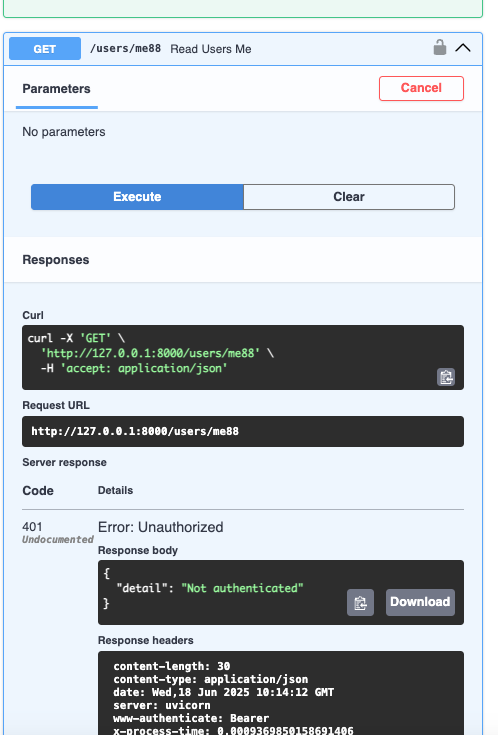 GET /users/me88 Read Users Me
Parameters
Cancel
No parameters
Execute
Clear
Responses
Curl
curl -X 'GET' \
'http://127.0.0.1:8000/users/me88' \
-H 'accept: application/json'
Request URL
http://127.0.0.1:8000/users/me88
Server response
Code Details
401
Undocumented
Error: Unauthorized
Response body
{
"detail": "Not authenticated"
}
Download
Response headers
content-length: 30
content-type: application/json
date: Wed,18 Jun 2025 10:14:12 GMT
server: uvicorn
www-authenticate: Bearer
x-process-time: 0.0009369850158691406